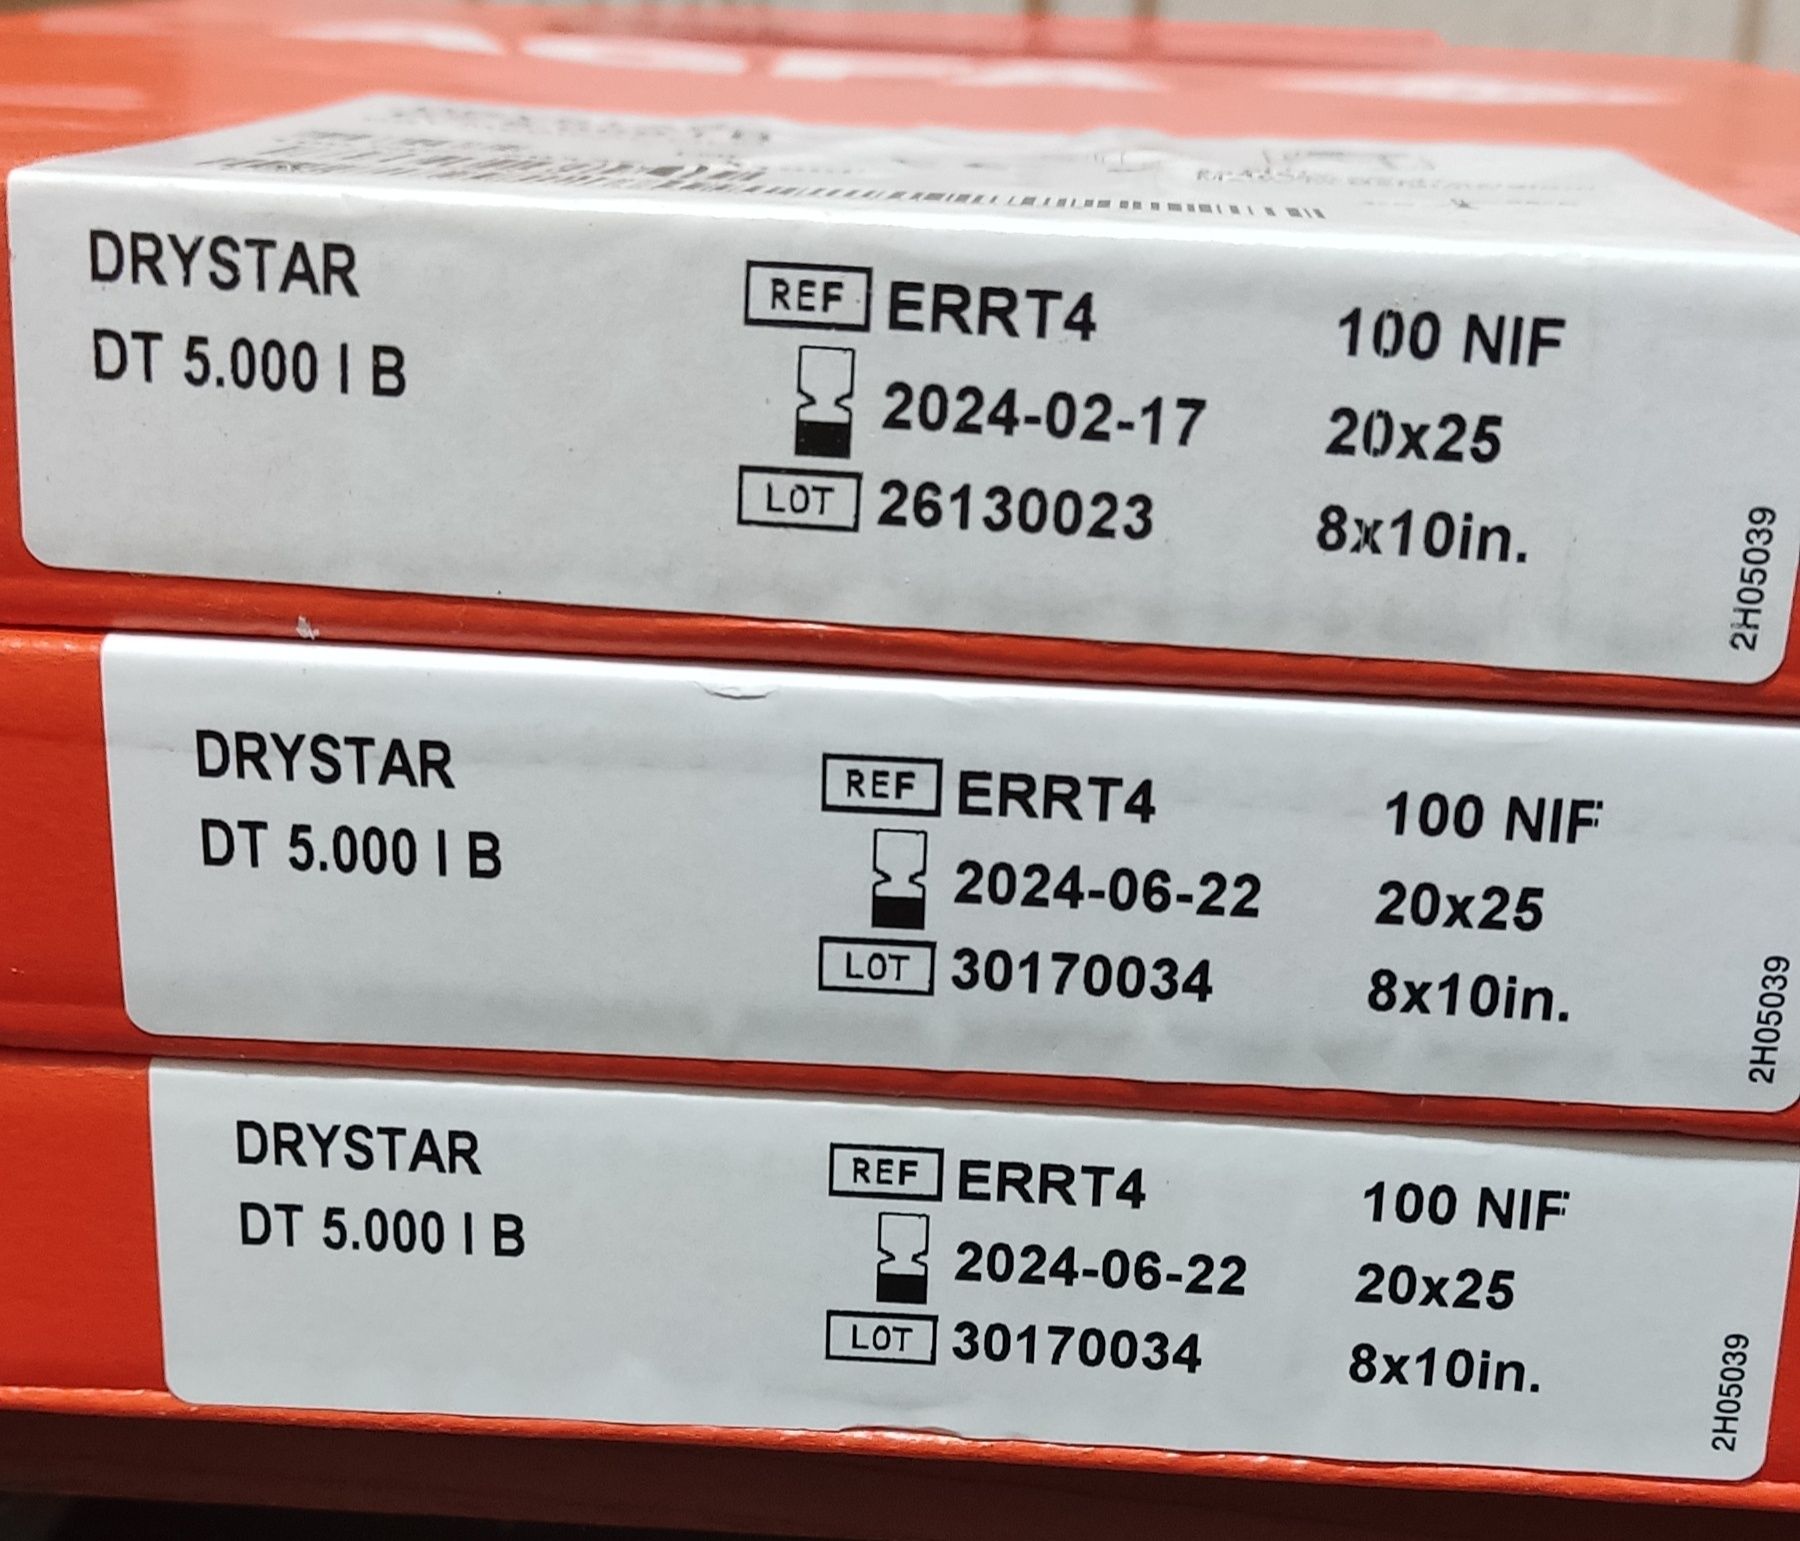 AGFA
DRYSTAR
DT 5.000 I B
REF ERRT4
2024-02-17
LOT 26130023
100 NIF
20x25
8x10in.
2H05039
DRYSTAR
DT 5.000 I B
REF ERRT4
2024-06-22
LOT 30170034
100 NIF
20x25
8x10in.
2H05039
DRYSTAR
DT 5.000 I B
REF ERRT4
2024-06-22
LOT 30170034
100 NIF
20x25
8x10in.
2H05039